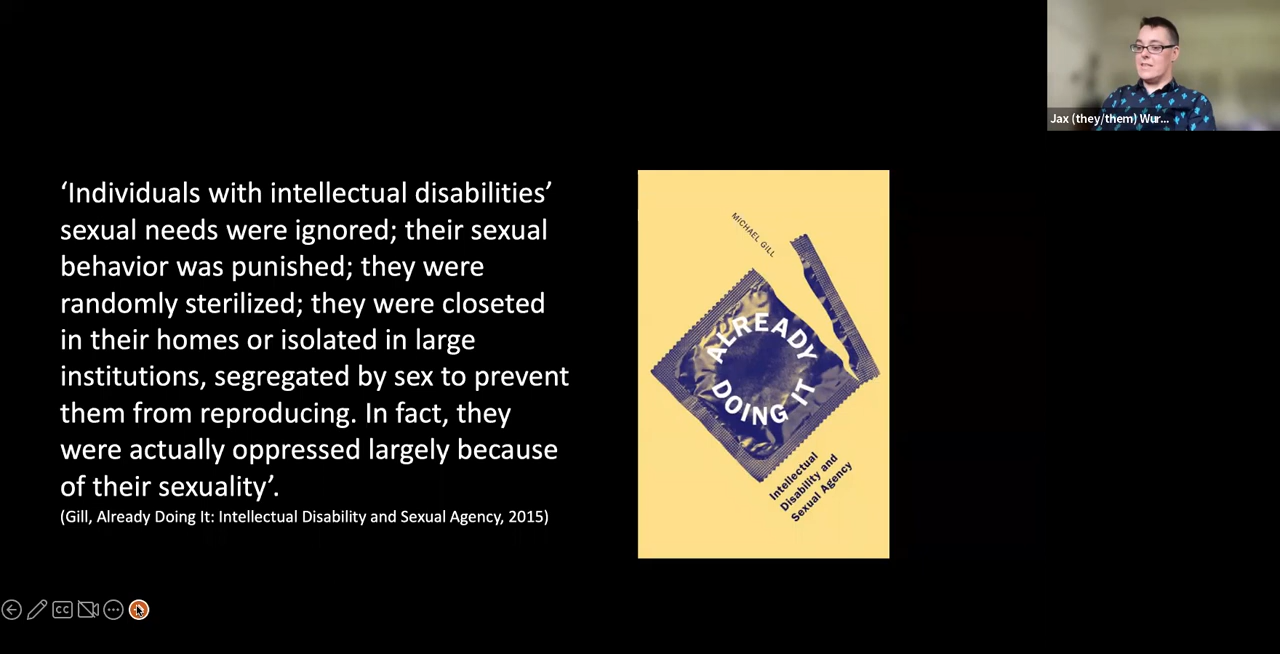 Jax (they/them) Wur...
‘Individuals with intellectual disabilities’
sexual needs were ignored; their sexual
behavior was punished; they were
randomly sterilized; they were closeted
in their homes or isolated in large
institutions, segregated by sex to prevent
them from reproducing. In fact, they
were actually oppressed largely because
of their sexuality’.
(Gill, Already Doing It: Intellectual Disability and Sexual Agency, 2015)
MICHAEL GILL
ALREADY
DOING IT
Intellectual
Disability and
Sexual Agency
CC